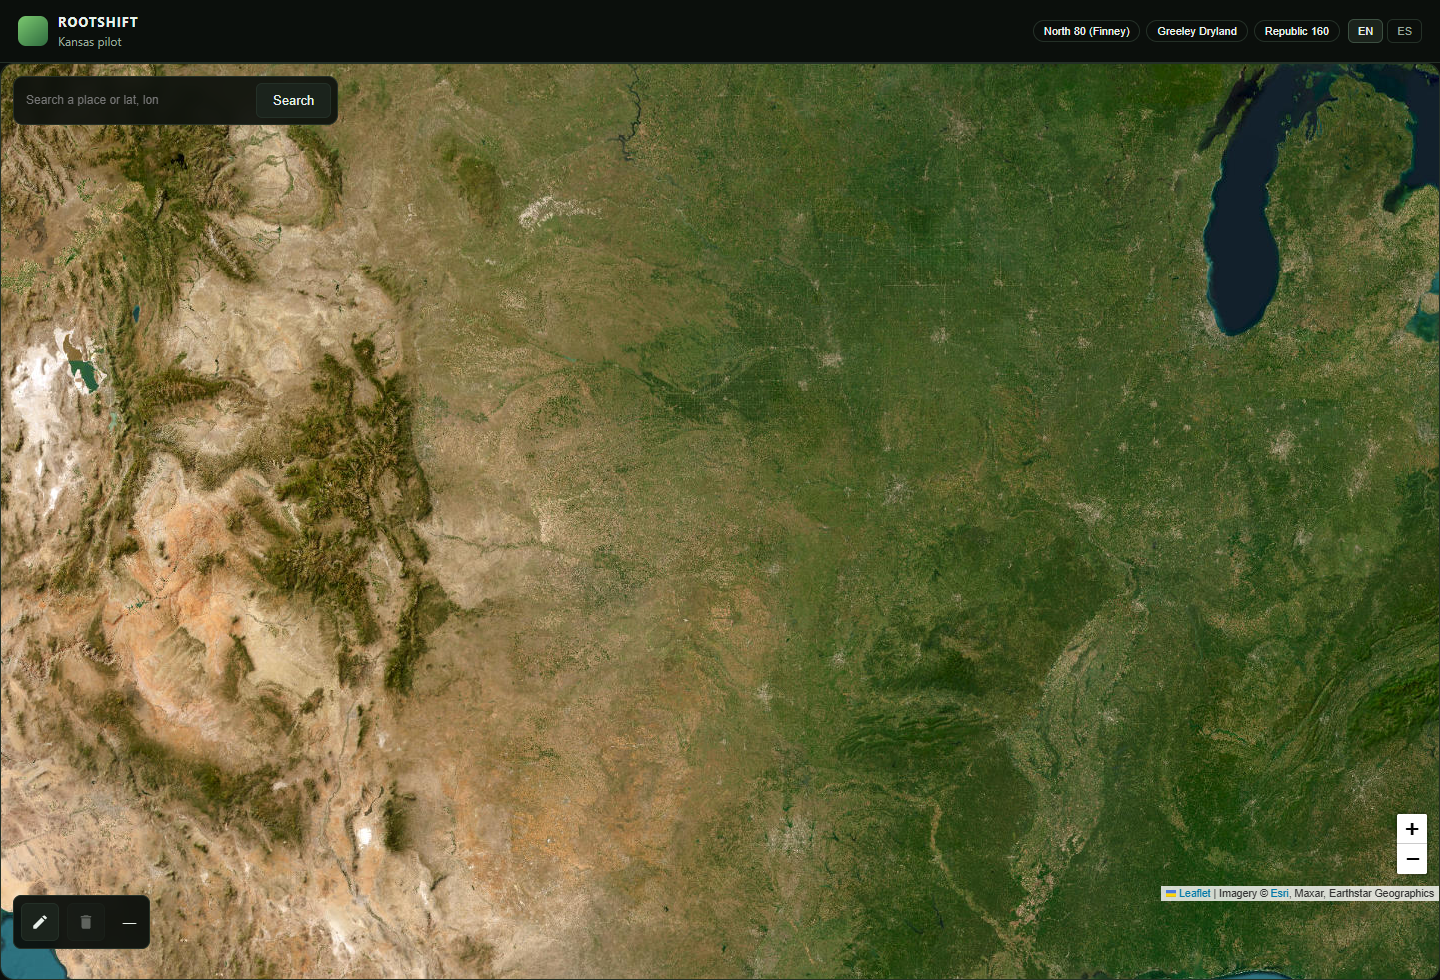 ROOTSHIFT
Kansas pilot
North 80 (Finney)
Greeley Dryland
Republic 160
EN
ES
Search a place or lat, lon
Search
+
−
Leaflet | Imagery © Esri, Maxar, Earthstar Geographics
—